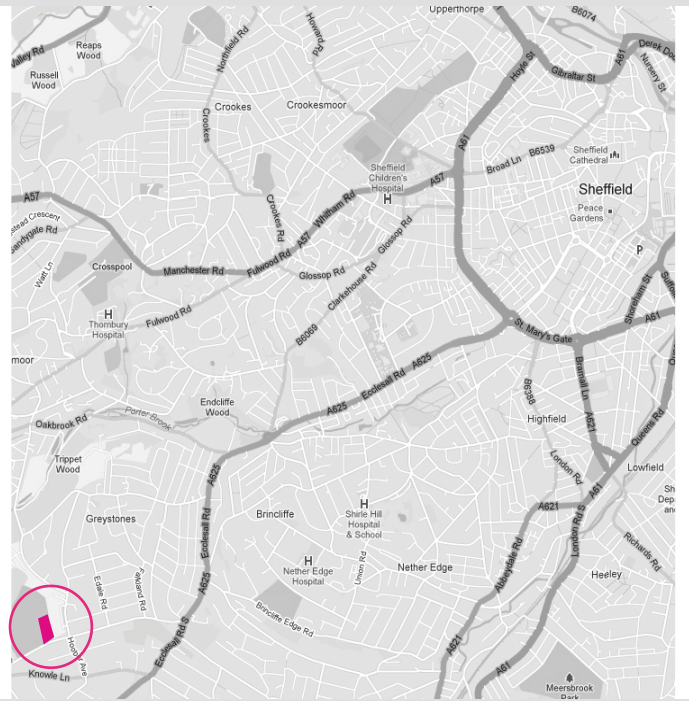 Upperthorpe
B6074
Howard Rd
Northfield Rd
Reaps
Wood
Valley Rd
Russell
Wood
Hoyle St
Gibraltar St
A61
Nursery St
Crookes
Crookesmoor
Crookes
A61
Broad Ln
B6539
Sheffield
Cathedral
Sheffield
Children's
Hospital
H
A57
Sheffield
Peace
Gardens
A57
Whitham Rd
Crookes Rd
A57
Glossop Rd
Sandygate Rd
Watt Ln
Crosspool
Manchester Rd
Fulwood Rd
Glossop Rd
Clarkehouse Rd
P
Shoreham St
H
Thornbury
Hospital
Fulwood Rd
B6069
St. Mary's Gate
A61
moor
A625
Ecclesall Rd
A625
Bramall Ln
B6388
A621
Endcliffe
Wood
Porter Brook
Oakbrook Rd
Highfield
Queens Rd
Trippet
Wood
A625
London Rd
Lowfield
A61
Greystones
Brincliffe
H
Shirle Hill
Hospital
& School
A621
London Rd S
Ecclesall Rd
Richards Rd
H
Nether Edge
Hospital
Union Rd
Nether Edge
Abbeydale Rd
Heeley
Edale Rd
A625
Brincliffe Edge Rd
Ecclesall Rd S
A621
Knowle Ln
A61
Meersbrook
Park